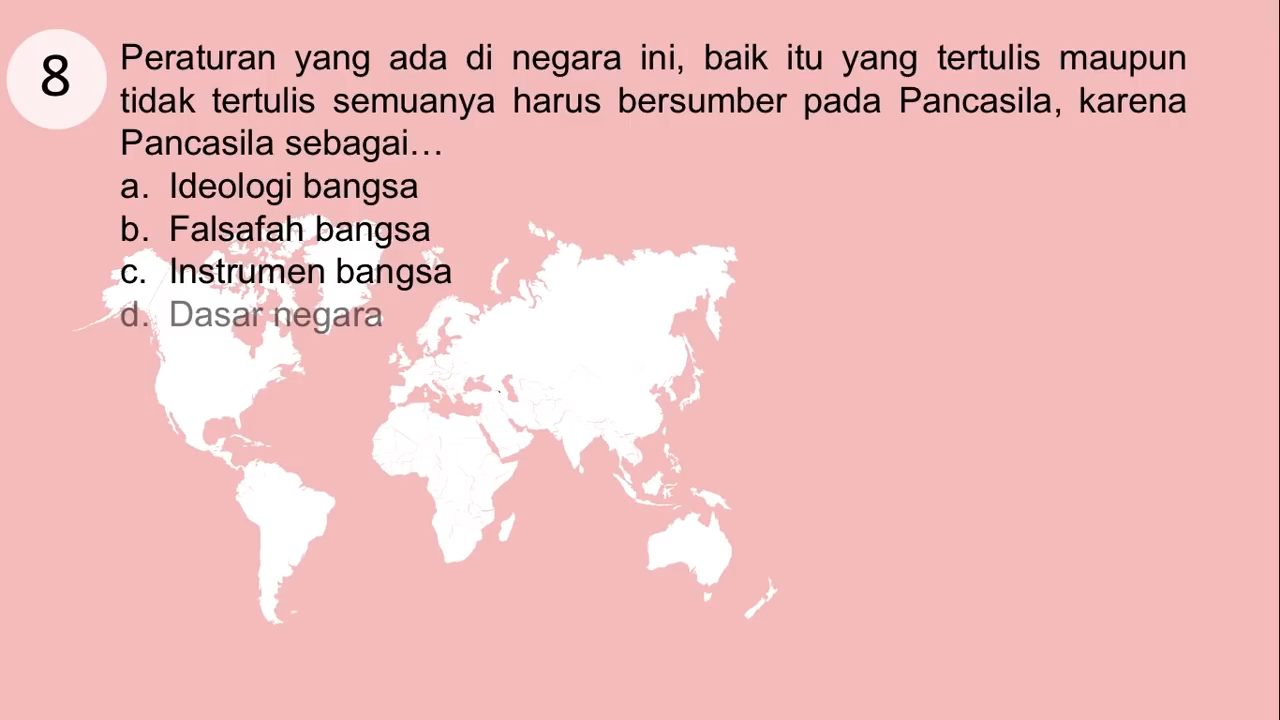 8
Peraturan yang ada di negara ini, baik itu yang tertulis maupun
tidak tertulis semuanya harus bersumber pada Pancasila, karena
Pancasila sebagai…
a. Ideologi bangsa
b. Falsafah bangsa
c. Instrumen bangsa
d. Dasar negara